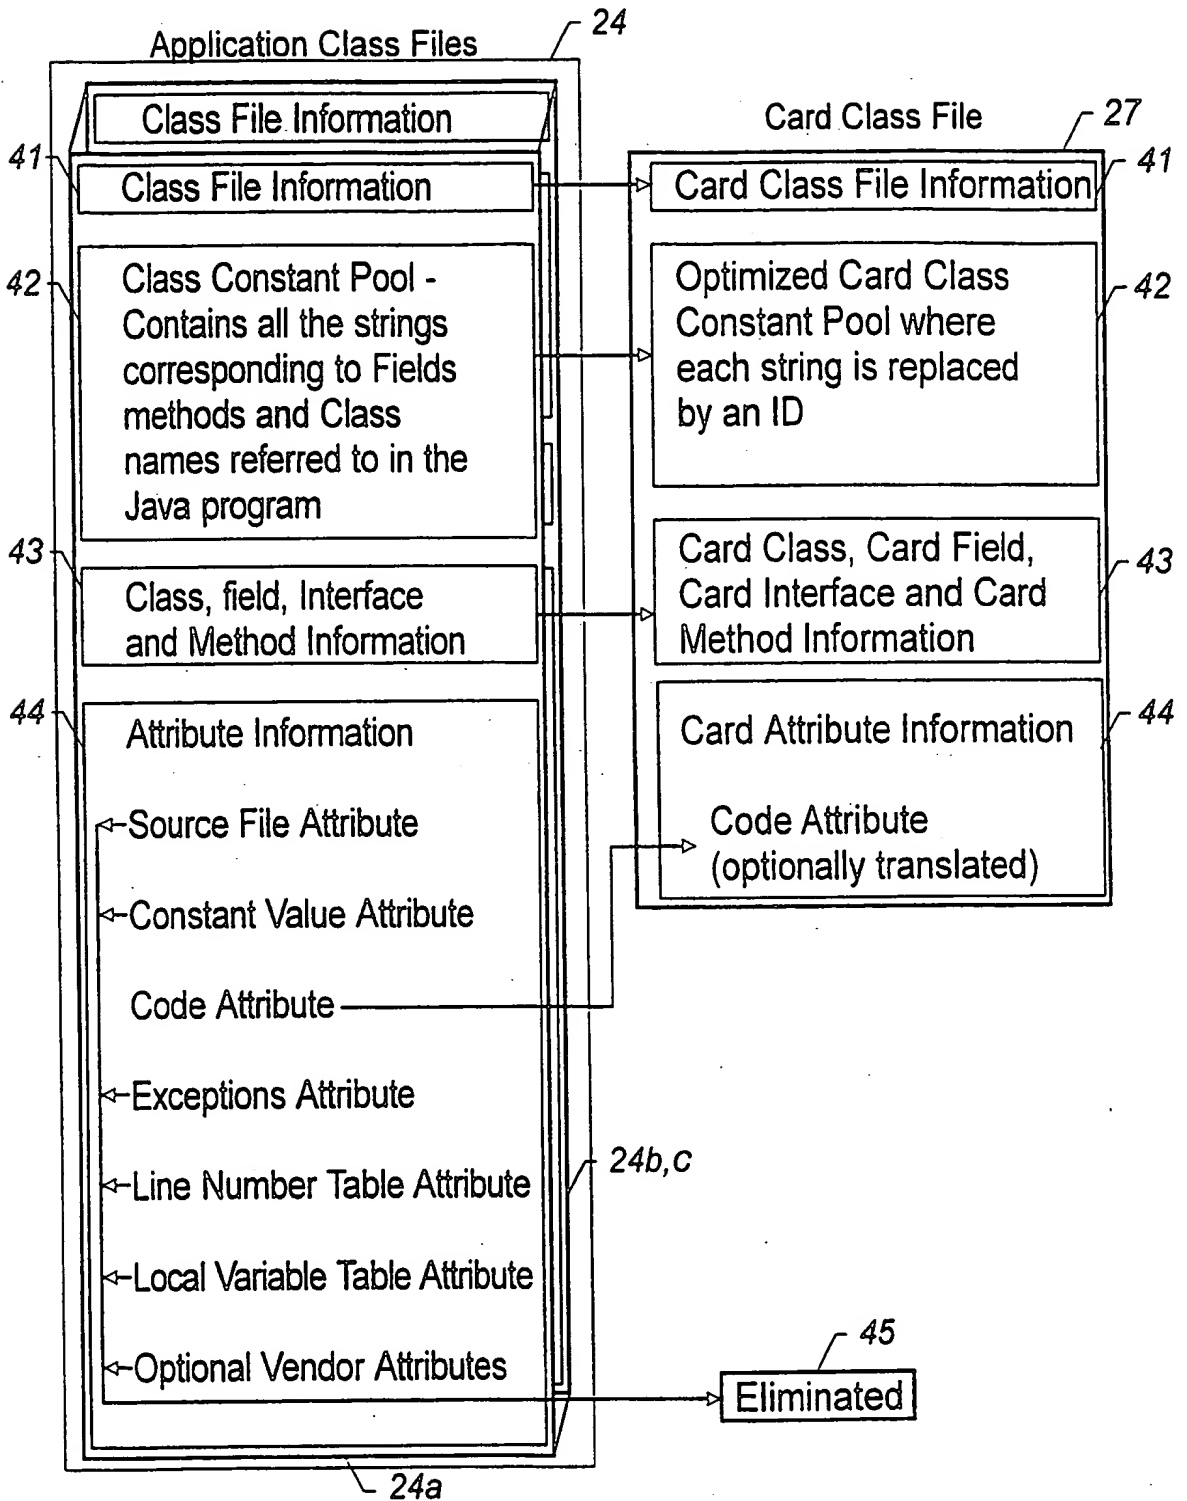 24
Application Class Files
Class File Information
41
Class File Information
42
Class Constant Pool -
Contains all the strings
corresponding to Fields
methods and Class
names referred to in the
Java program
43
Class, field, Interface
and Method Information
44
Attribute Information
Source File Attribute
Constant Value Attribute
Code Attribute
Exceptions Attribute
Line Number Table Attribute
Local Variable Table Attribute
Optional Vendor Attributes
24b,c
24a
Card Class File
27
Card Class File Information
41
Optimized Card Class
Constant Pool where
each string is replaced
by an ID
42
Card Class, Card Field,
Card Interface and Card
Method Information
43
Card Attribute Information
44
Code Attribute
(optionally translated)
45
Eliminated